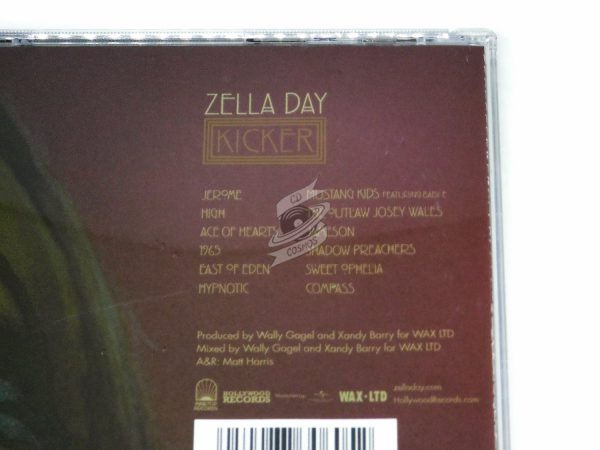 ZELLA DAY
KICKER
JEROME
HIGH
ACE OF HEARTS
1965
EAST OF EDEN
HYPNOTIC
MUSTANG KIDS FEATURING BABY E
OUTLAW JOSEY WALES
JAMESON
SHADOW PREACHERS
SWEET OPHELIA
COMPASS
CD
COSMOS
Produced by Wally Gagel and Xandy Barry for WAX LTD
Mixed by Wally Gagel and Xandy Barry for WAX LTD
A&R: Matt Harris
HOLLYWOOD
RECORDS
WAX·LTD
zelladay.com
HollywoodRecords.com